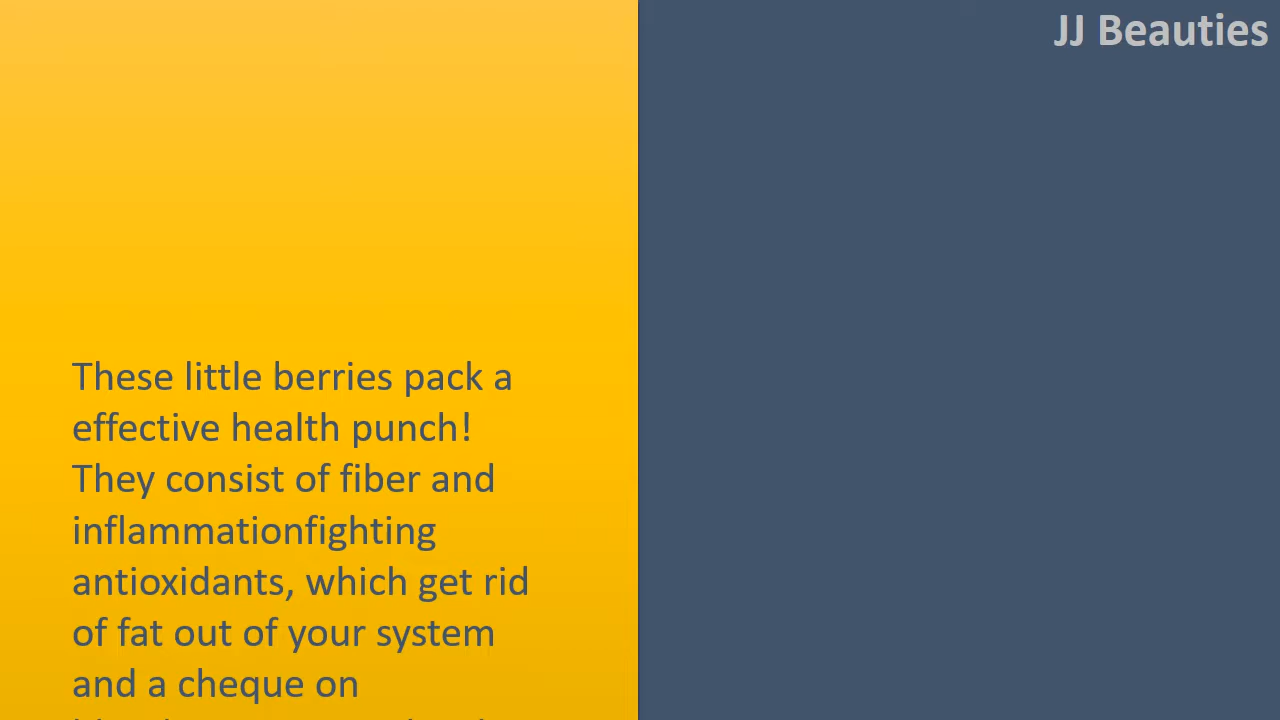 JJ Beauties
These little berries pack a
effective health punch!
They consist of fiber and
inflammationfighting
antioxidants, which get rid
of fat out of your system
and a cheque on